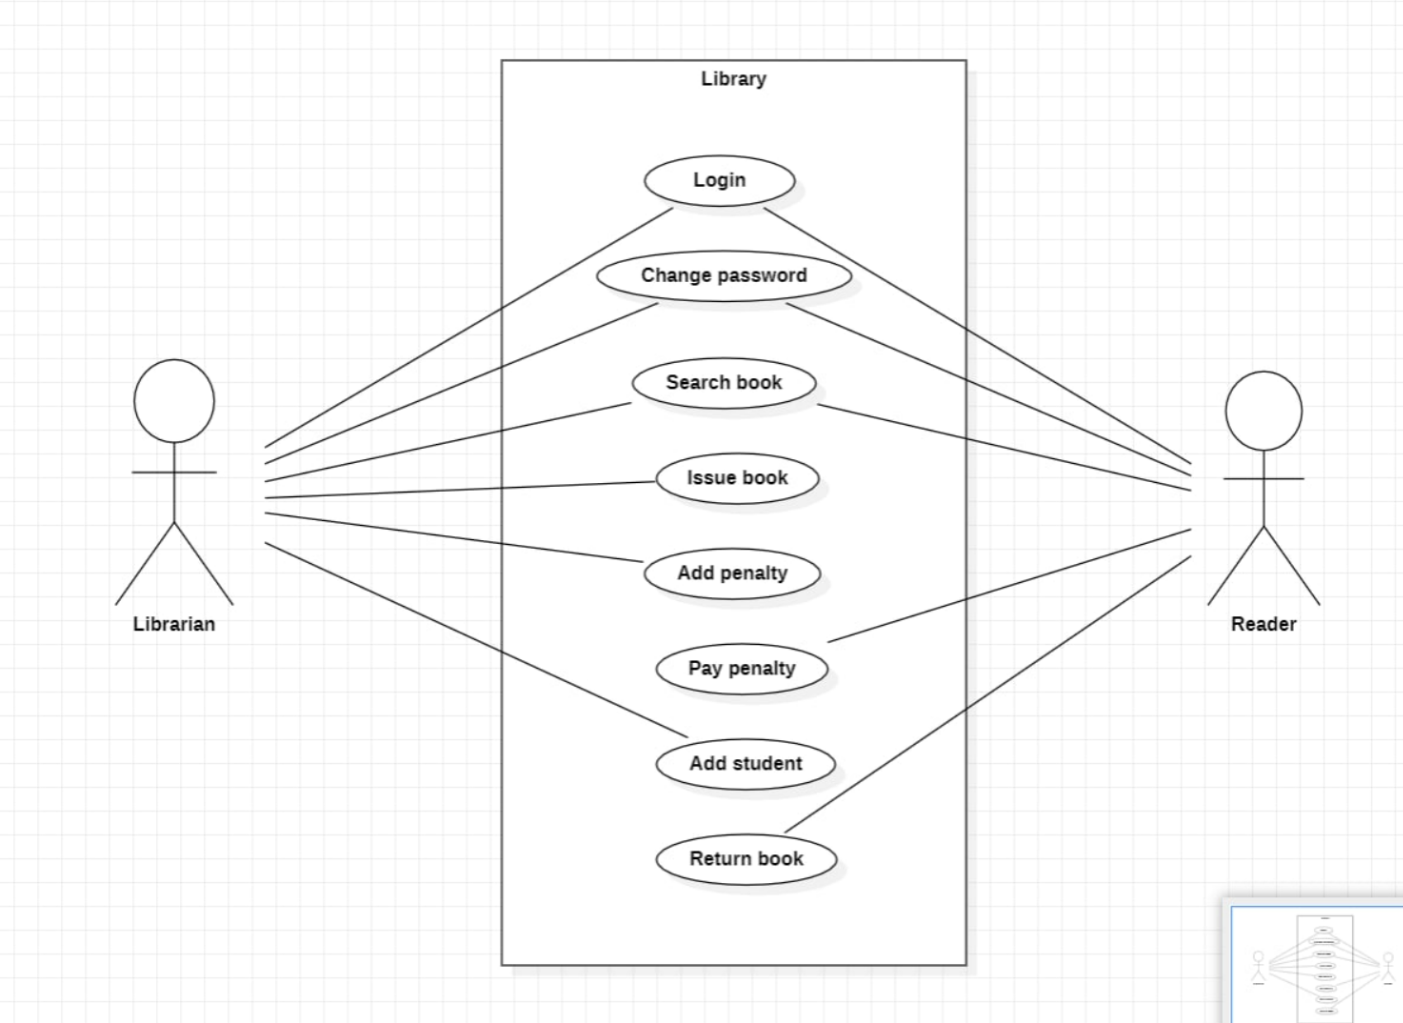 Library
Login
Change password
Search book
Issue book
Add penalty
Pay penalty
Add student
Return book
Librarian
Reader